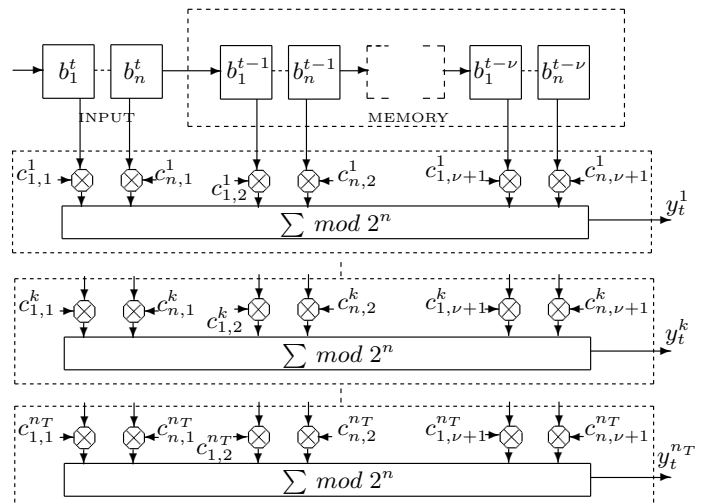 b_1^t b_n^t b_1^{t-1} b_n^{t-1} b_1^{t-ν} b_n^{t-ν}
INPUT MEMORY
c_{1,1}^1 c_{n,1}^1 c_{1,2}^1 c_{n,2}^1 c_{1,ν+1}^1 c_{n,ν+1}^1
∑ mod 2^n y_t^1
c_{1,1}^k c_{n,1}^k c_{1,2}^k c_{n,2}^k c_{1,ν+1}^k c_{n,ν+1}^k
∑ mod 2^n y_t^k
c_{1,1}^{n_T} c_{n,1}^{n_T} c_{1,2}^{n_T} c_{n,2}^{n_T} c_{1,ν+1}^{n_T} c_{n,ν+1}^{n_T}
∑ mod 2^n y_t^{n_T}